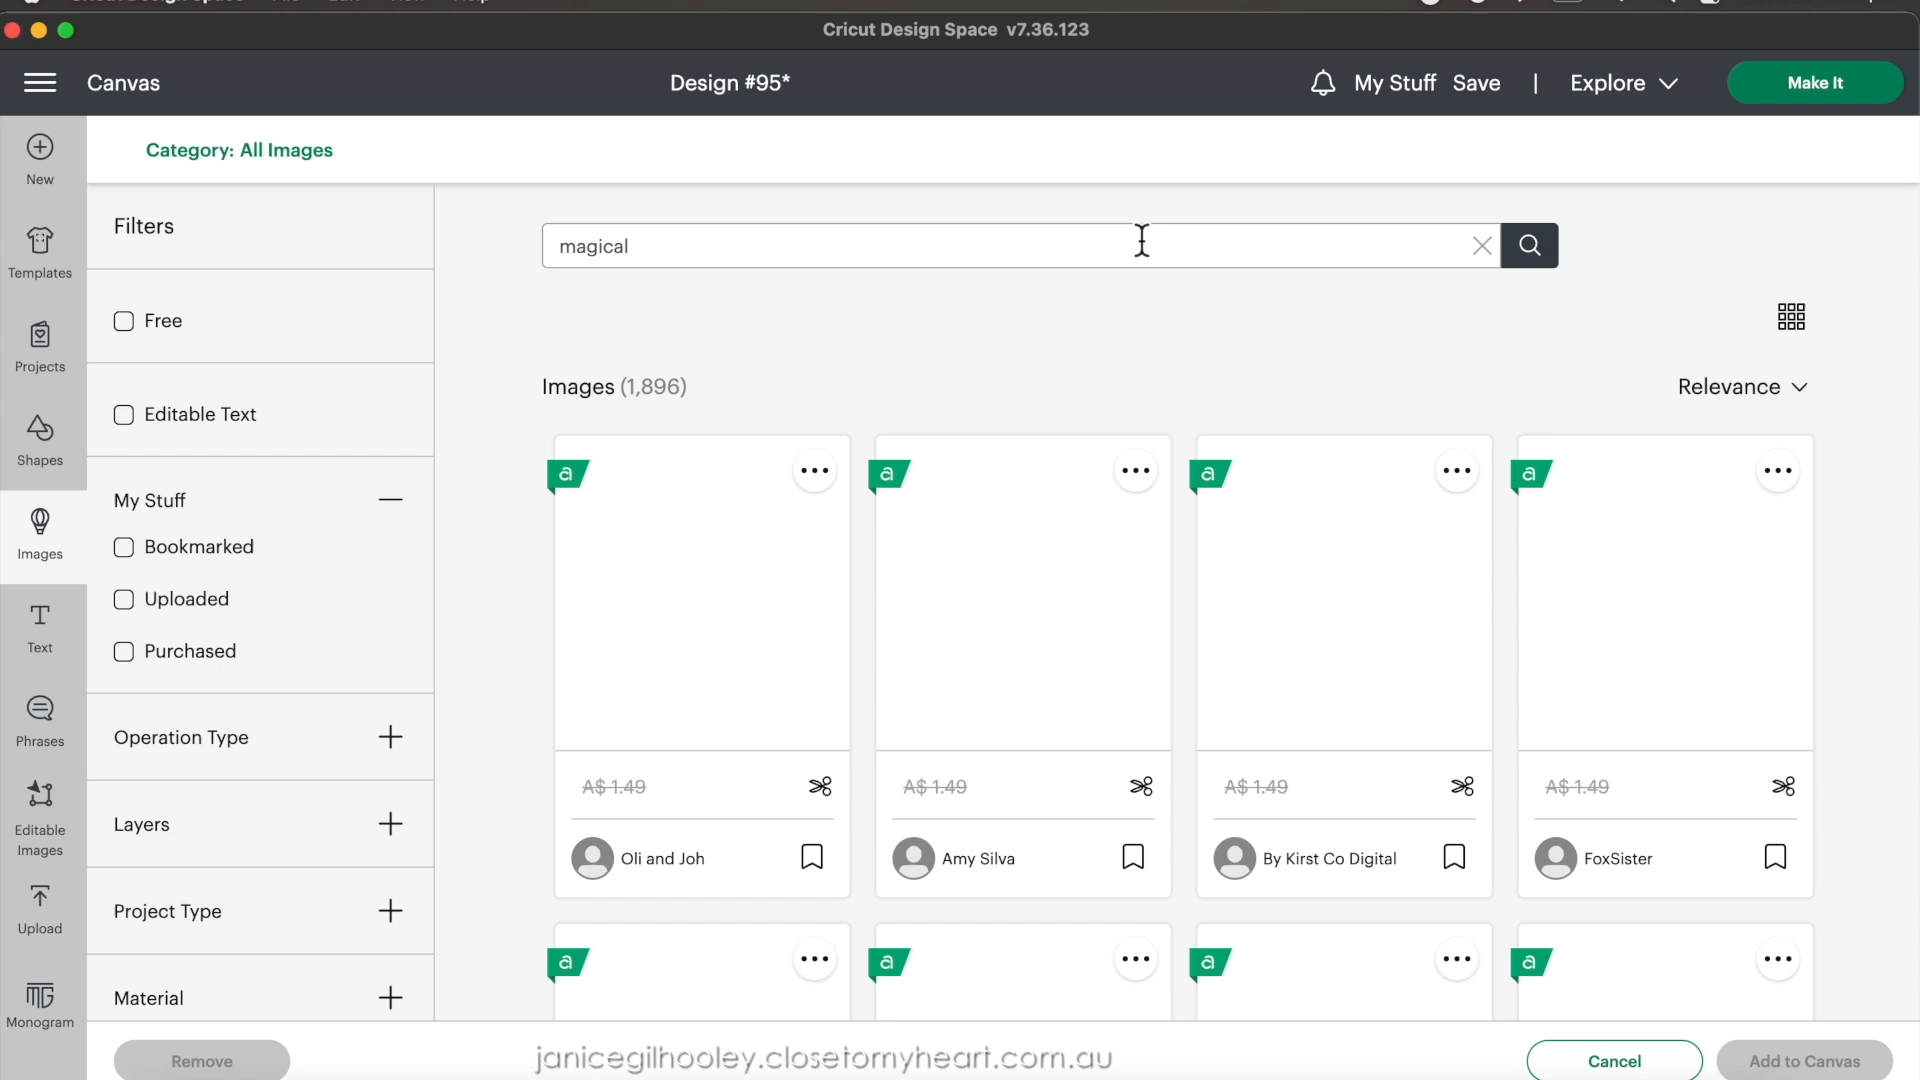 Cricut Design Space v7.36.123
Canvas
Design #95*
My Stuff
Save
|
Explore
Make It
New
Templates
Projects
Shapes
Images
Text
Phrases
Editable
Images
Upload
Monogram
Category: All Images
Filters
Free
Editable Text
My Stuff
Bookmarked
Uploaded
Purchased
Operation Type
Layers
Project Type
Material
magical
Images (1,896)
Relevance
a
a
a
a
A$ 1.49
A$ 1.49
A$ 1.49
A$ 1.49
Oli and Joh
Amy Silva
By Kirst Co Digital
FoxSister
a
a
a
a
Remove
janicegilhooley.closetomyheart.com.au
Cancel
Add to Canvas